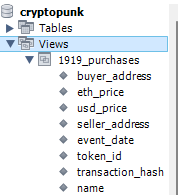 cryptopunk
Tables
Views
1919_purchases
buyer_address
eth_price
usd_price
seller_address
event_date
token_id
transaction_hash
name